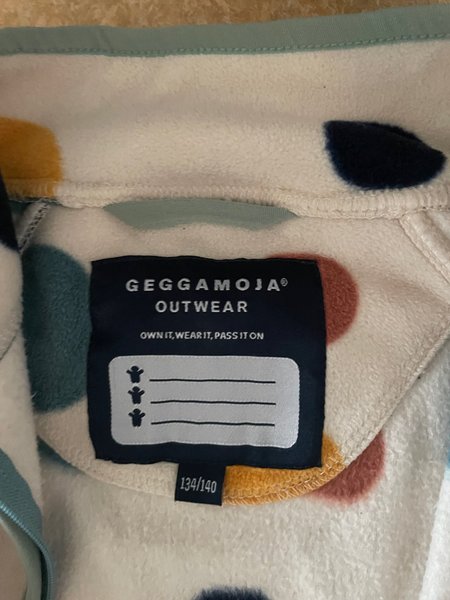 GEGGAMOJA®
OUTWEAR
OWN IT, WEAR IT, PASS IT ON
134/140